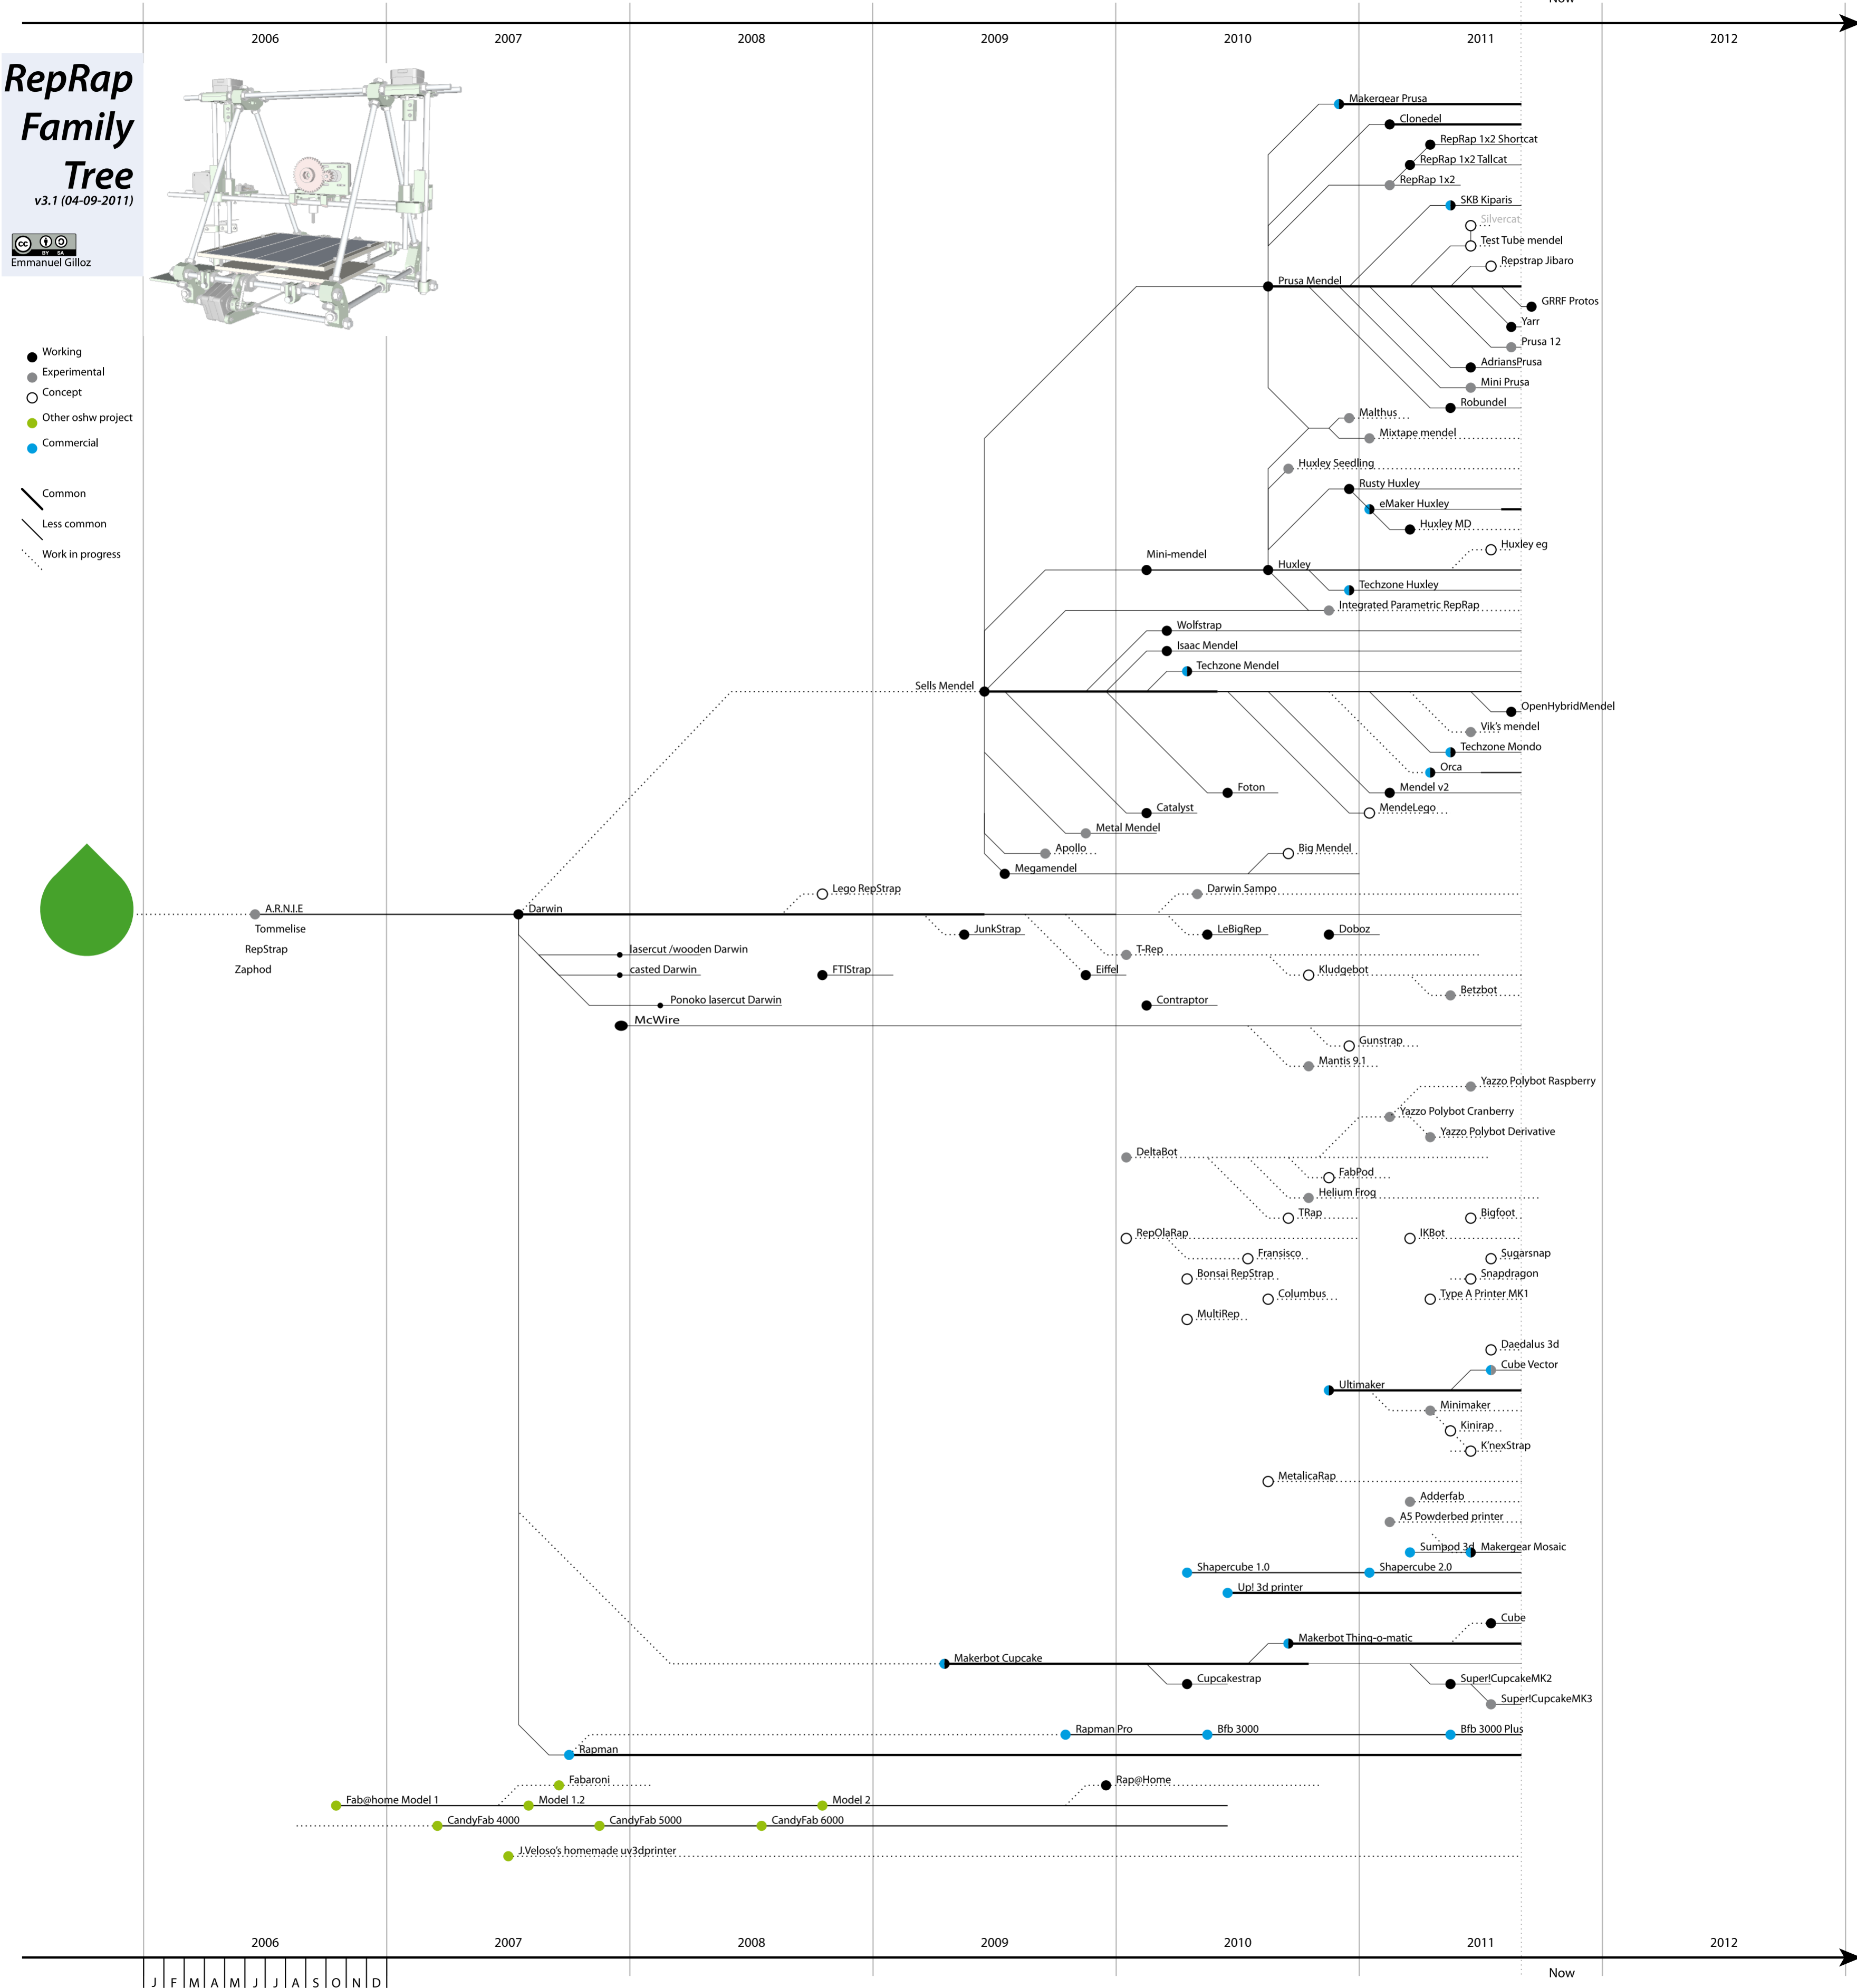 Now
2006 2007 2008 2009 2010 2011 2012
RepRap
Family
Tree
v3.1 (04-09-2011)
cc BY SA
Emmanuel Gilloz
Working
Experimental
Concept
Other oshw project
Commercial
Common
Less common
Work in progress
Makergear Prusa
Clonedel
RepRap 1x2 Shortcat
RepRap 1x2 Tallcat
RepRap 1x2
SKB Kiparis
Silvercat
Test Tube mendel
Repstrap Jibaro
Prusa Mendel
GRRF Protos
Yarr
Prusa 12
AdriansPrusa
Mini Prusa
Robundel
Malthus
Mixtape mendel
Huxley Seedling
Rusty Huxley
eMaker Huxley
Huxley MD
Huxley eg
Mini-mendel
Huxley
Techzone Huxley
Integrated Parametric RepRap
Wolfstrap
Isaac Mendel
Techzone Mendel
Sells Mendel
OpenHybridMendel
Vik's mendel
Techzone Mondo
Orca
Foton
Mendel v2
Catalyst
MendeLego
Metal Mendel
Apollo
Big Mendel
Megamendel
Lego RepStrap
Darwin Sampo
A.R.N.I.E
Darwin
Tommelise
JunkStrap
LeBigRep
Doboz
RepStrap
lasercut /wooden Darwin
T-Rep
Zaphod
casted Darwin
FTIStrap
Eiffel
Kludgebot
Betzbot
Ponoko lasercut Darwin
Contraptor
McWire
Gunstrap
Mantis 9.1
Yazzo Polybot Raspberry
Yazzo Polybot Cranberry
Yazzo Polybot Derivative
DeltaBot
FabPod
Helium Frog
TRap
Bigfoot
RepOlaRap
IKBot
Fransisco
Sugarsnap
Bonsai RepStrap
Snapdragon
Columbus
Type A Printer MK1
MultiRep
Daedalus 3d
Cube Vector
Ultimaker
Minimaker
Kinirap
K'nexStrap
MetalicaRap
Adderfab
A5 Powderbed printer
Sumpod 3d
Makergear Mosaic
Shapercube 1.0
Shapercube 2.0
Up! 3d printer
Cube
Makerbot Thing-o-matic
Makerbot Cupcake
Cupcakestrap
Super!CupcakeMK2
Super!CupcakeMK3
Rapman Pro
Bfb 3000
Bfb 3000 Plus
Rapman
Fabaroni
Rap@Home
Fab@home Model 1
Model 1.2
Model 2
CandyFab 4000
CandyFab 5000
CandyFab 6000
J.Veloso's homemade uv3dprinter
2006 2007 2008 2009 2010 2011 2012
Now
J F M A M J J A S O N D